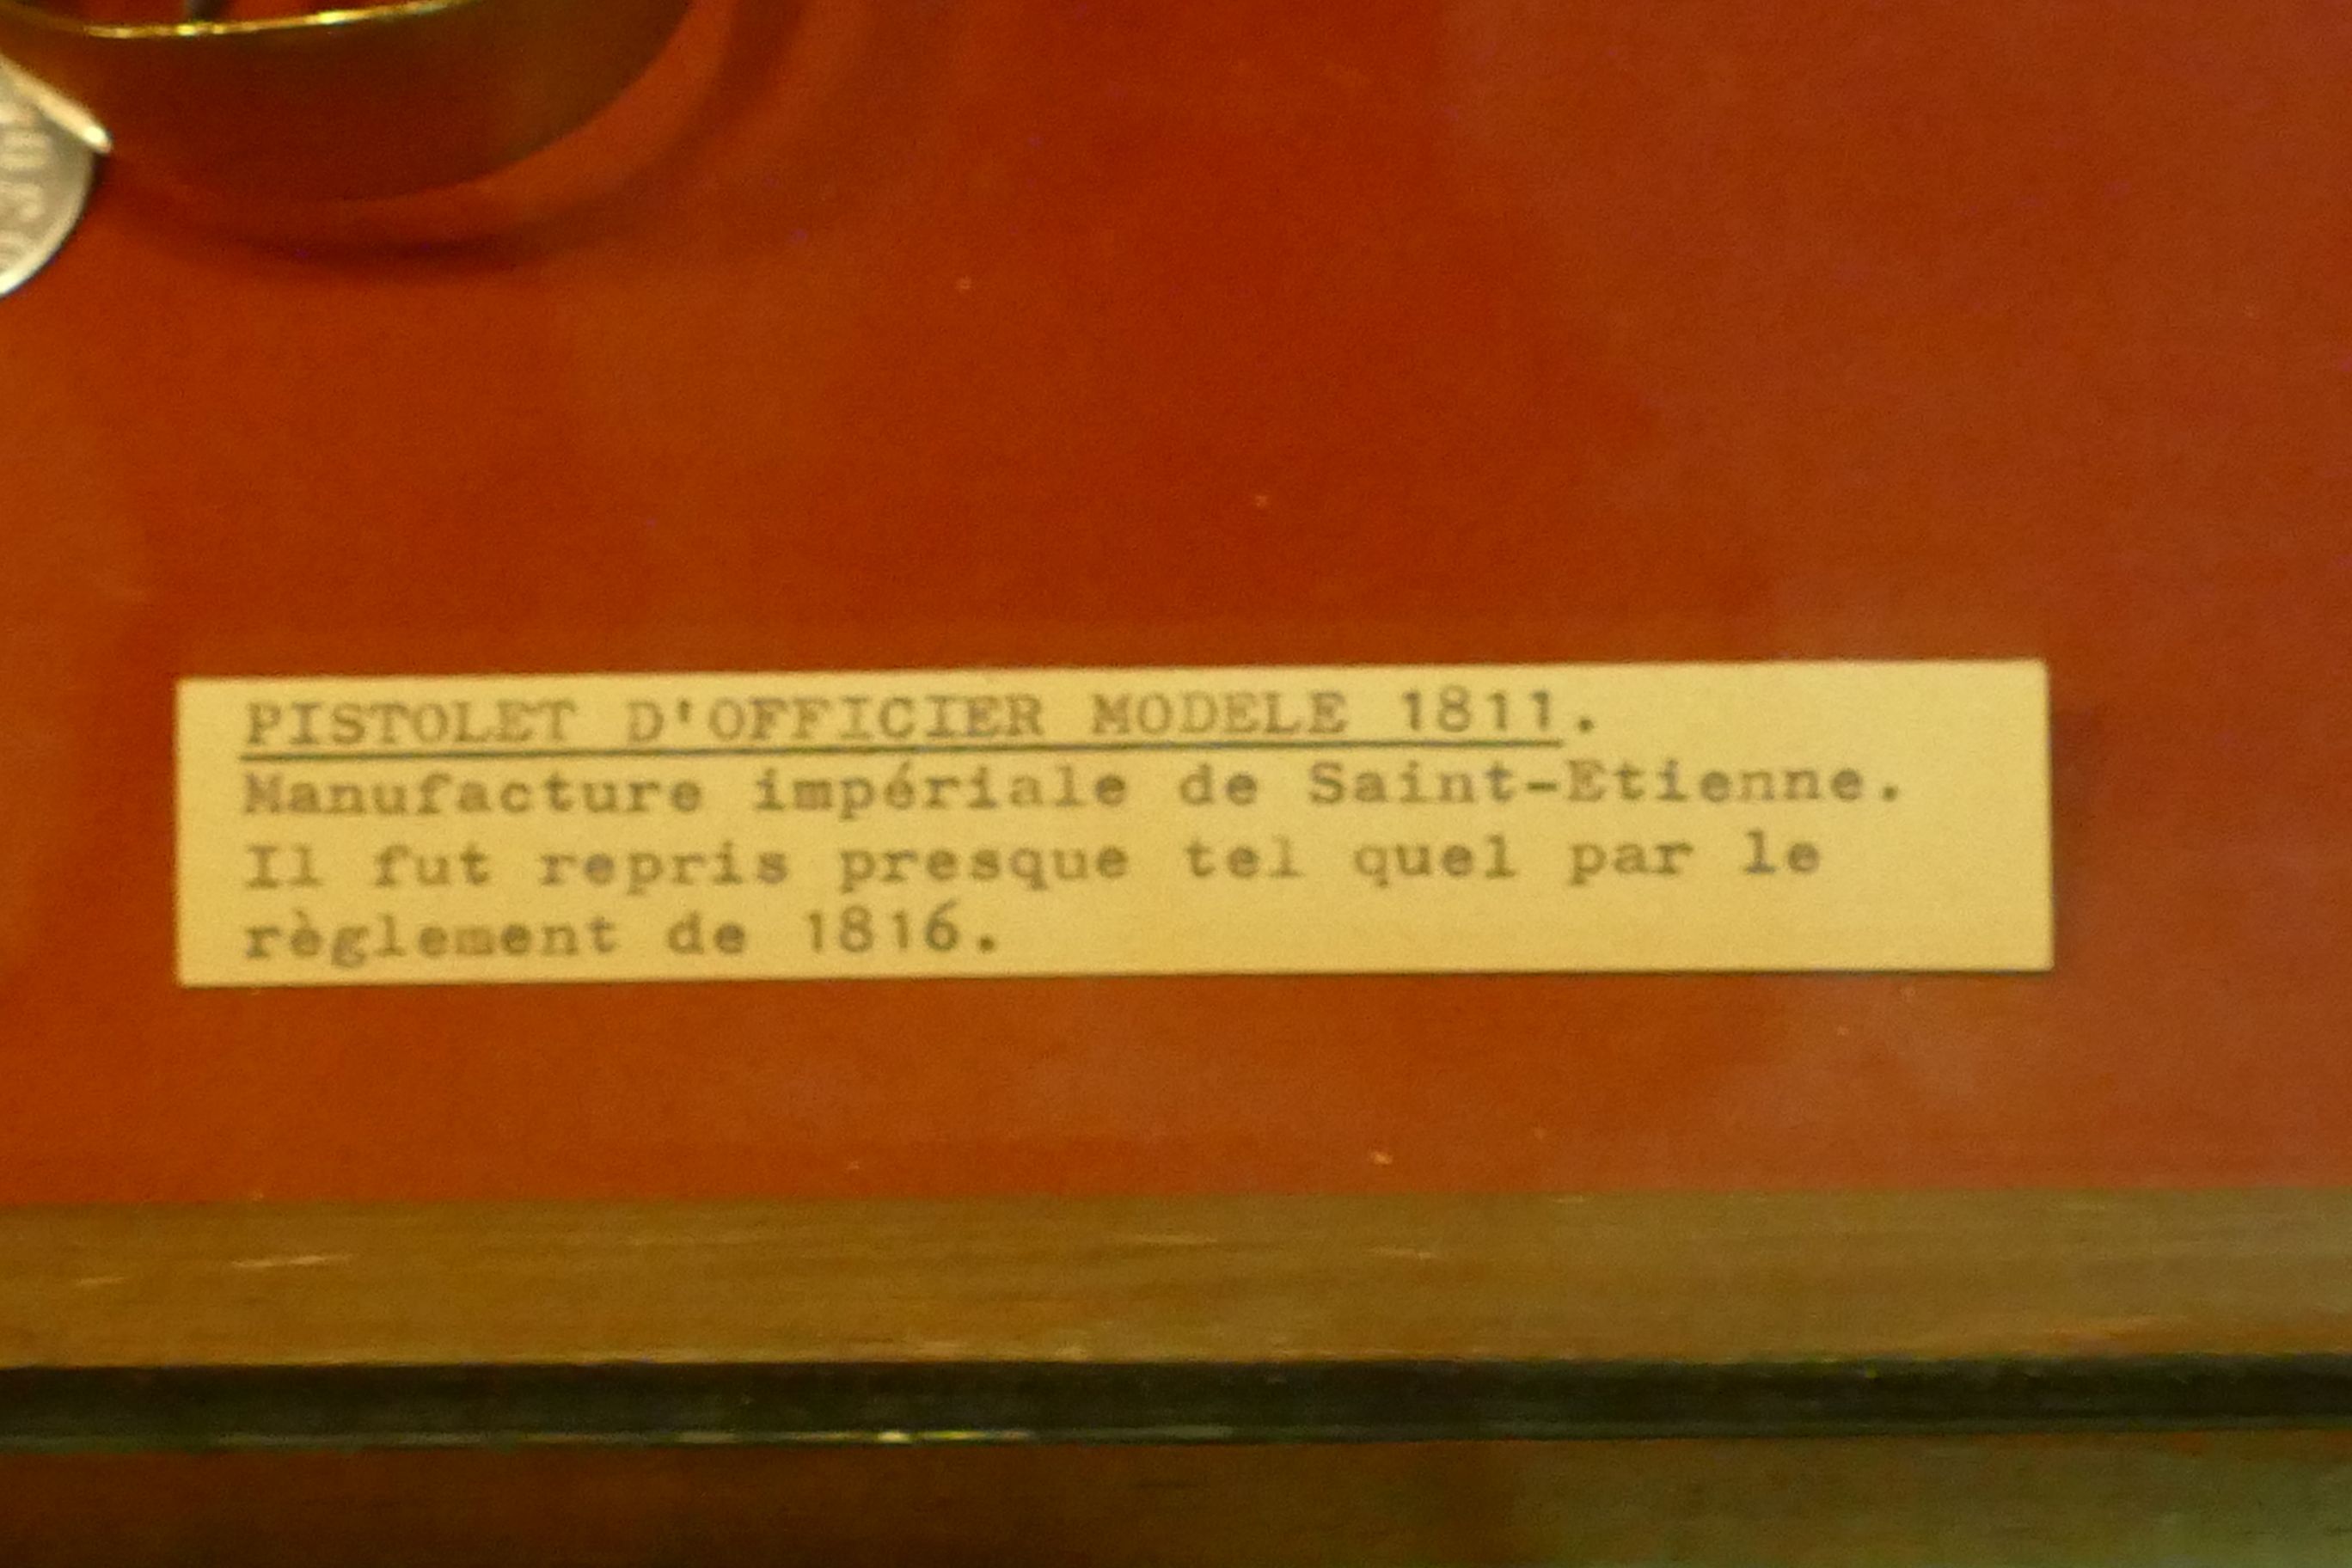 PISTOLET D'OFFICIER MODELE 1811.
Manufacture impériale de Saint-Etienne.
Il fut repris presque tel quel par le
règlement de 1816.